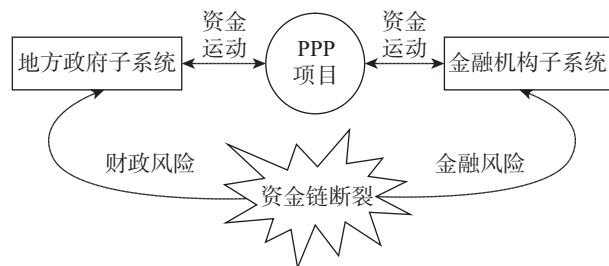 资金
运动
资金
运动
地方政府子系统
PPP
项目
金融机构子系统
财政风险
金融风险
资金链断裂